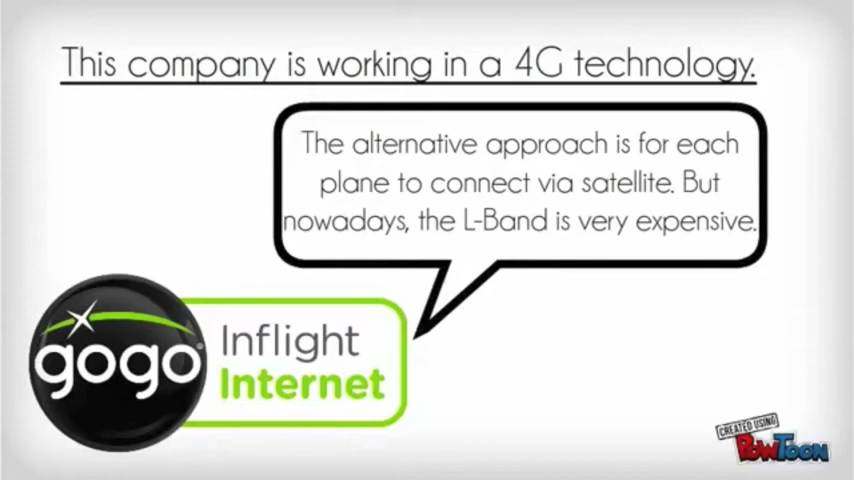 This company is working in a 4G technology.
The alternative approach is for each
plane to connect via satellite. But
nowadays, the L-Band is very expensive.
gogo®
Inflight
Internet
CREATED USING
POWTOON